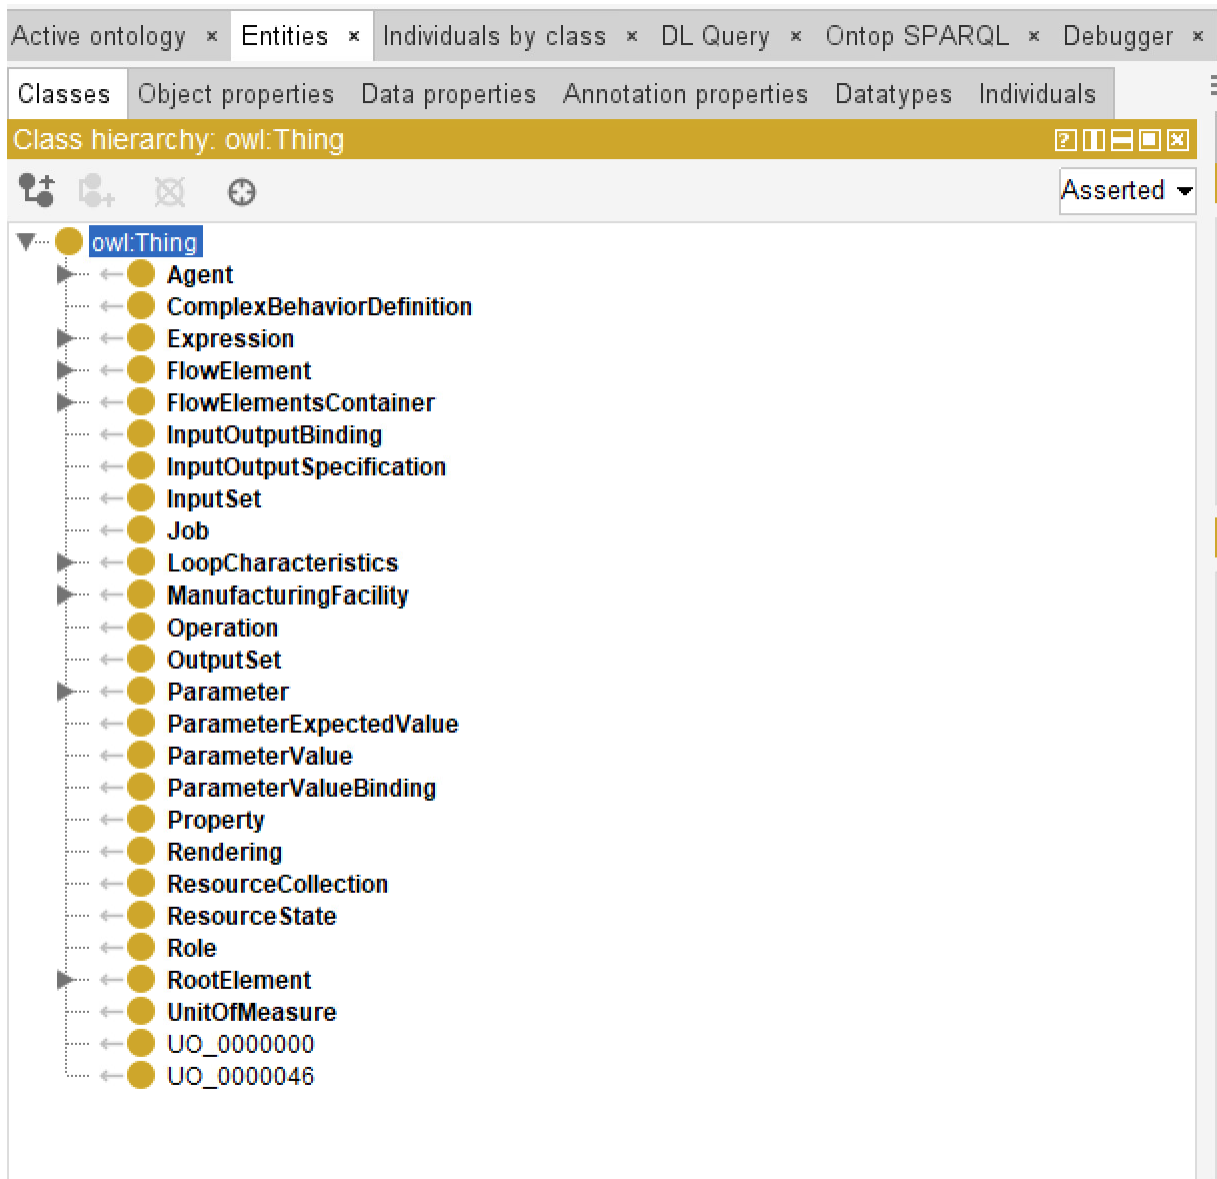 Active ontology × Entities × Individuals by class × DL Query × Ontop SPARQL × Debugger ×
Classes Object properties Data properties Annotation properties Datatypes Individuals
Class hierarchy: owl:Thing
Asserted
owl:Thing
Agent
ComplexBehaviorDefinition
Expression
FlowElement
FlowElementsContainer
InputOutputBinding
InputOutputSpecification
InputSet
Job
LoopCharacteristics
ManufacturingFacility
Operation
OutputSet
Parameter
ParameterExpectedValue
ParameterValue
ParameterValueBinding
Property
Rendering
ResourceCollection
ResourceState
Role
RootElement
UnitOfMeasure
UO_0000000
UO_0000046